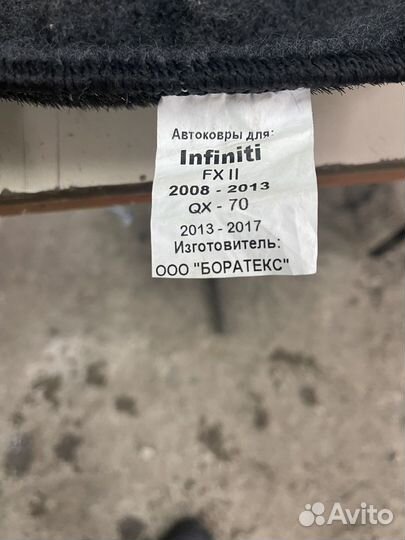 Автоковры для:
Infiniti
FX II
2008 - 2013
QX - 70
2013 - 2017
Изготовитель:
ООО "БОРАТЕКС"
Avito